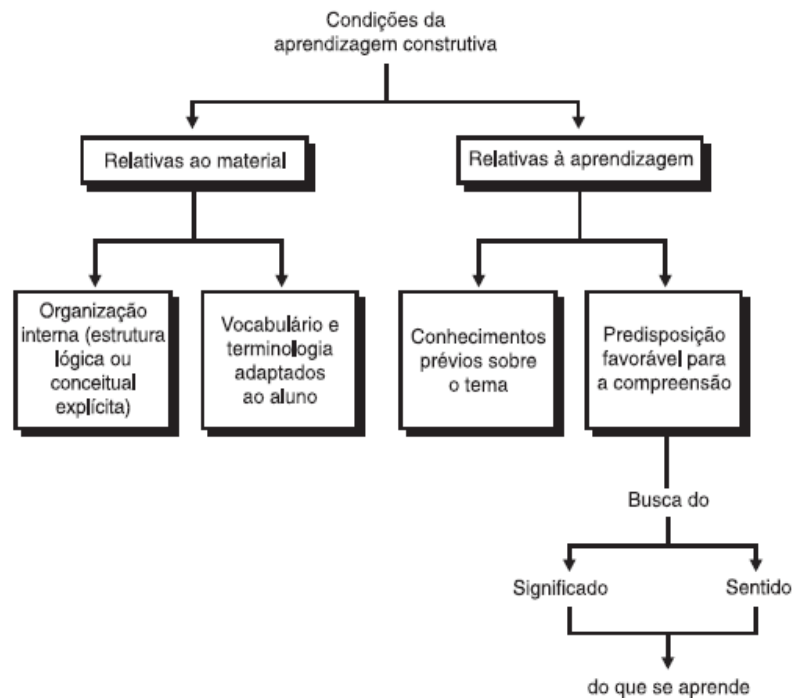 Condições da
aprendizagem construtiva
Relativas ao material
Relativas à aprendizagem
Organização
interna (estrutura
lógica ou
conceitual
explícita)
Vocabulário e
terminologia
adaptados
ao aluno
Conhecimentos
prévios sobre
o tema
Predisposição
favorável para
a compreensão
Busca do
Significado
Sentido
do que se aprende